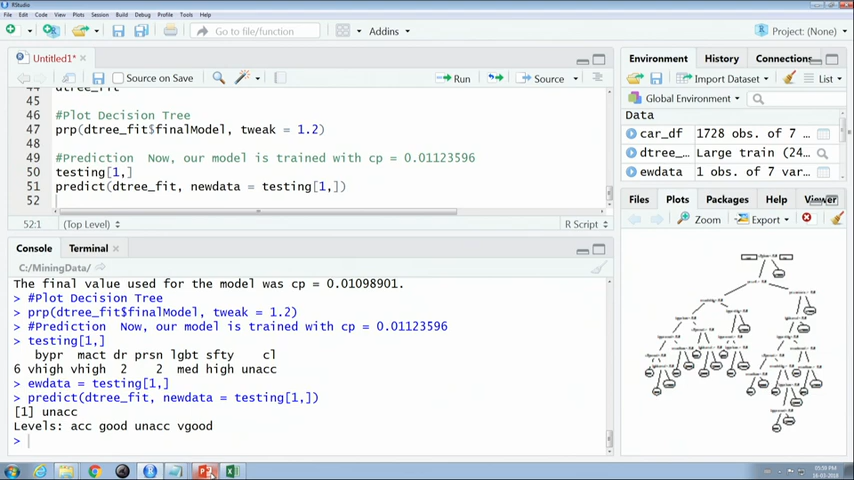 RStudio
File Edit Code View Plots Session Build Debug Profile Tools Help
Go to file/function
Addins
Project: (None)
Untitled1*
Source on Save
Run
Source
44 dtree_fit
45
46 #Plot Decision Tree
47 prp(dtree_fit$finalModel, tweak = 1.2)
48
49 #Prediction Now, our model is trained with cp = 0.01123596
50 testing[1,]
51 predict(dtree_fit, newdata = testing[1,])
52
52:1 (Top Level) R Script
Console Terminal
C:/MiningData/
The final value used for the model was cp = 0.01098901.
> #Plot Decision Tree
> prp(dtree_fit$finalModel, tweak = 1.2)
> #Prediction Now, our model is trained with cp = 0.01123596
> testing[1,]
bypr mact dr prsn lgbt sfty cl
6 vhigh vhigh 2 2 med high unacc
> ewdata = testing[1,]
> predict(dtree_fit, newdata = testing[1,])
[1] unacc
Levels: acc good unacc vgood
>
Environment History Connections
Import Dataset List
Global Environment
Data
car_df 1728 obs. of 7 …
dtree_… Large train (24…
ewdata 1 obs. of 7 var…
Files Plots Packages Help Viewer
Zoom Export
05:59 PM